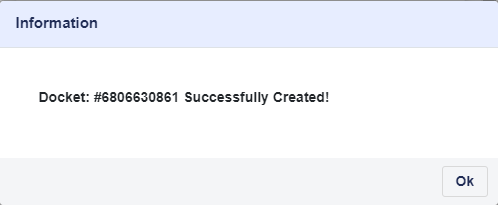 Information
Docket: #6806630861 Successfully Created!
Ok